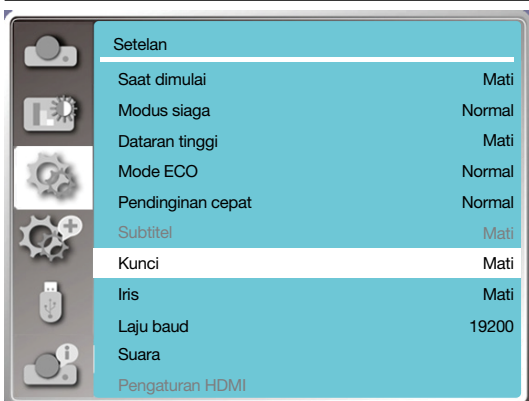 Setelan
Saat dimulai Mati
Modus siaga Normal
Dataran tinggi Mati
Mode ECO Normal
Pendinginan cepat Normal
Subtitel Mati
Kunci Mati
Iris Mati
Laju baud 19200
Suara
Pengaturan HDMI